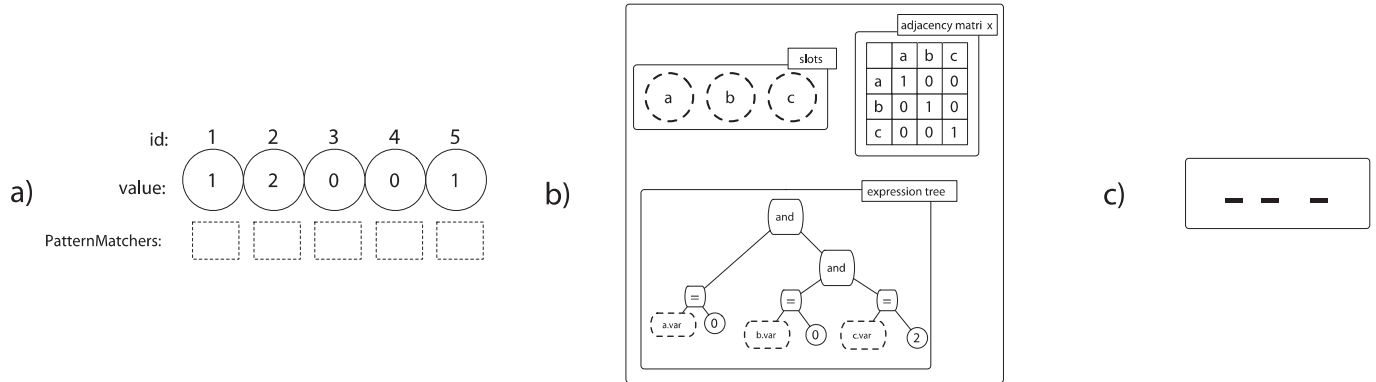 a)
id: 1 2 3 4 5
value: 1 2 0 0 1
PatternMatchers:
b)
slots
a b c
adjacency matri x
a b c
a 1 0 0
b 0 1 0
c 0 0 1
expression tree
and
and
= = =
a.var 0 b.var 0 c.var 2
c)